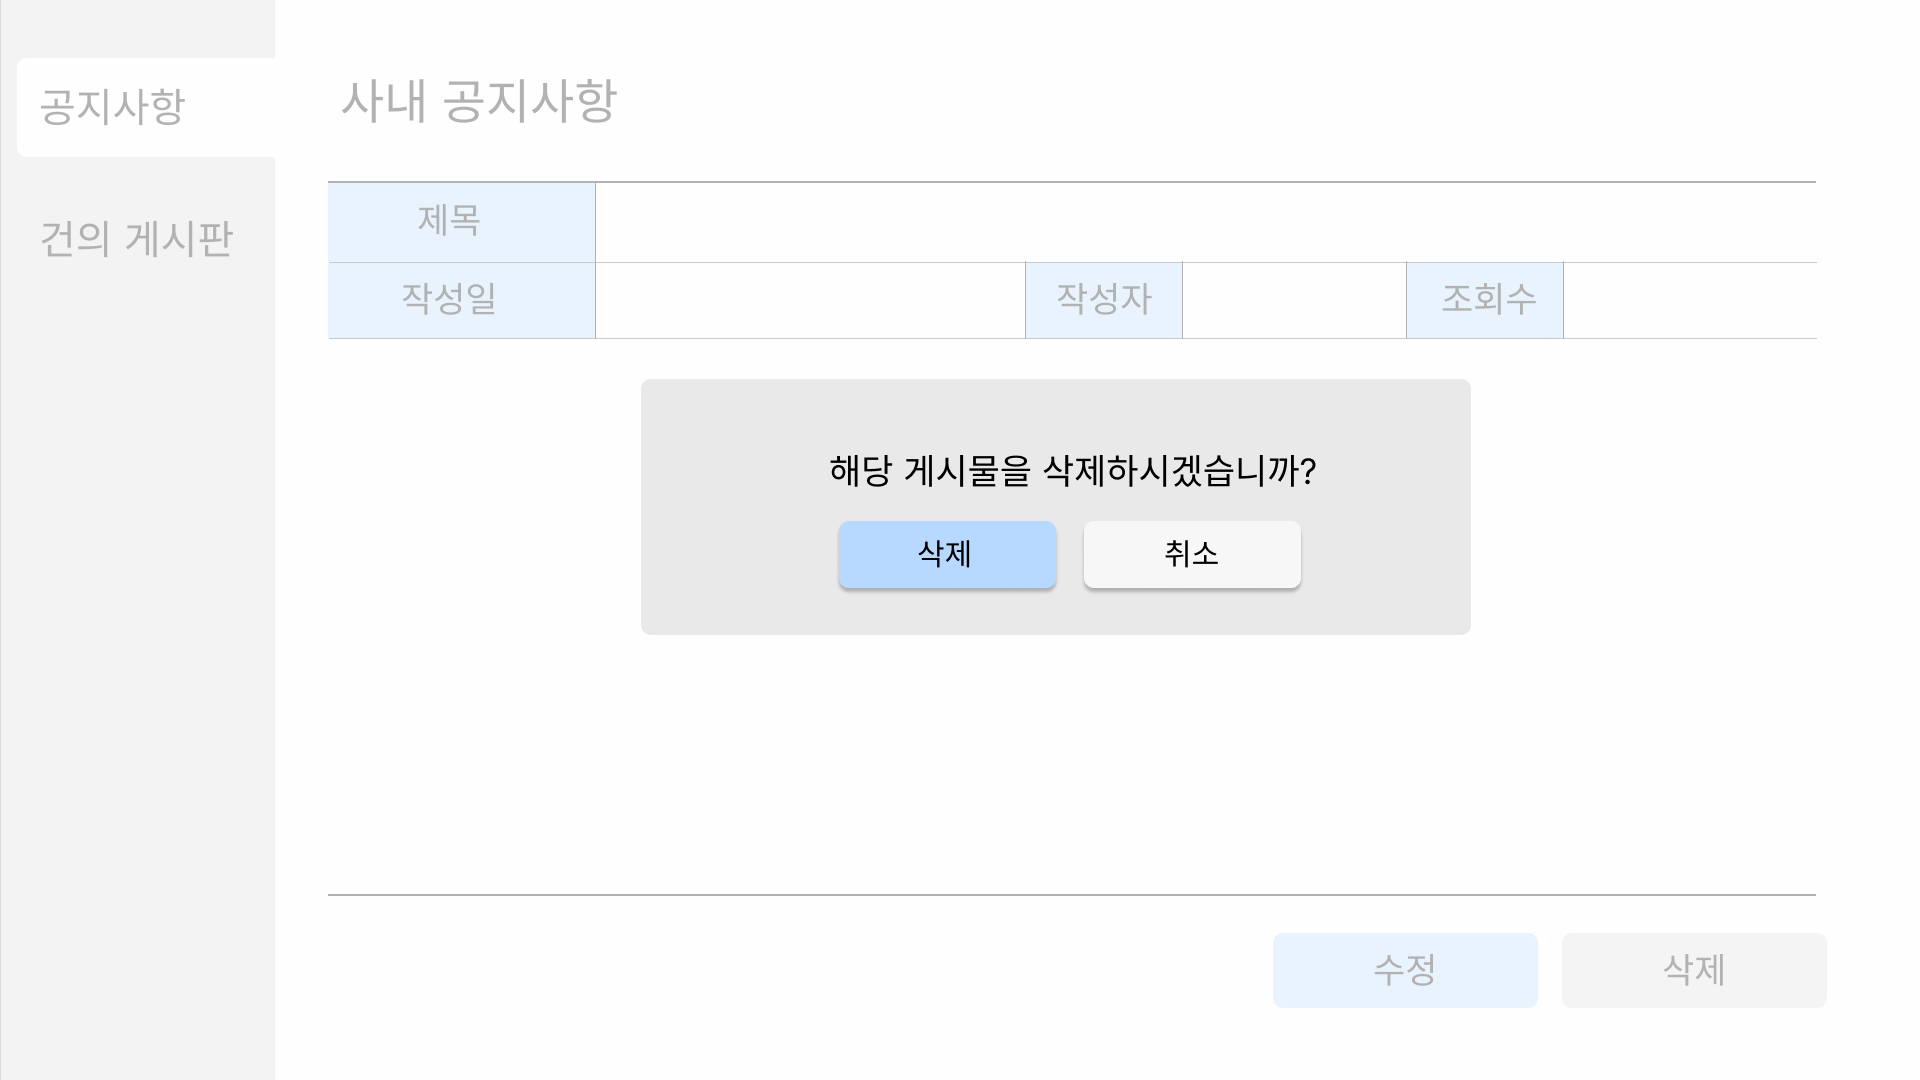 공지사항
건의 게시판
사내 공지사항
제목
작성일 작성자 조회수
해당 게시물을 삭제하시겠습니까?
삭제 취소
수정 삭제